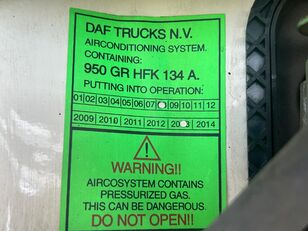 DAF TRUCKS N.V.
AIRCONDITIONING SYSTEM.
CONTAINING:
950 GR HFK 134 A.
PUTTING INTO OPERATION:
01 02 03 04 05 06 07 09 10 11 12
2009 2010 2011 2012 2014
WARNING!!
AIRCOSYSTEM CONTAINS
PRESSURIZED GAS.
THIS CAN BE DANGEROUS.
DO NOT OPEN!!